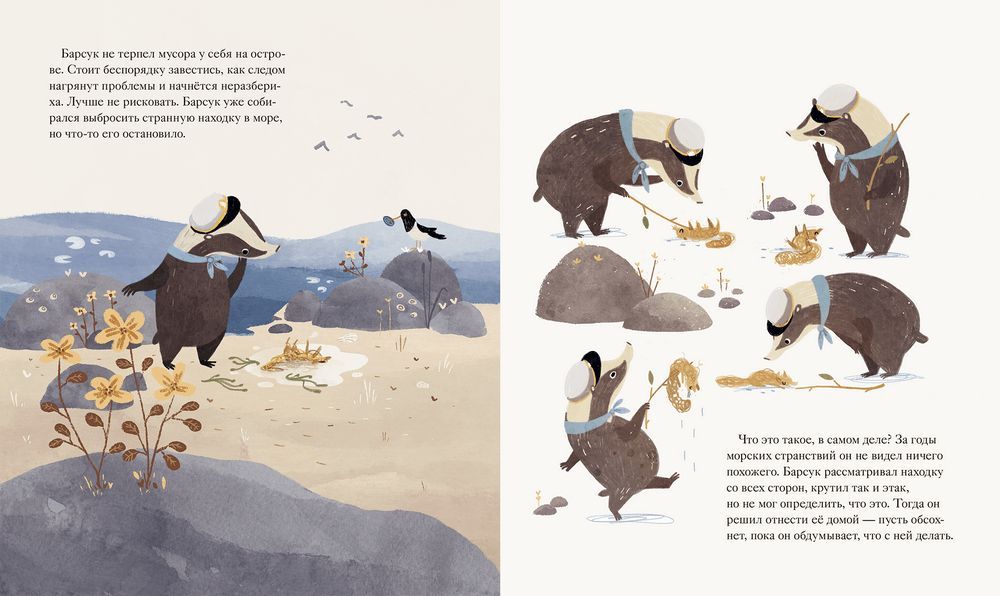 Барсук не терпел мусора у себя на остро-
ве. Стоит беспорядку завестись, как следом
нагрянут проблемы и начнётся неразбери-
ха. Лучше не рисковать. Барсук уже соби-
рался выбросить странную находку в море,
но что-то его остановило.
Что это такое, в самом деле? За годы
морских странствий он не видел ничего
похожего. Барсук рассматривал находку
со всех сторон, крутил так и этак,
но не мог определить, что это. Тогда он
решил отнести её домой — пусть обсох-
нет, пока он обдумывает, что с ней делать.